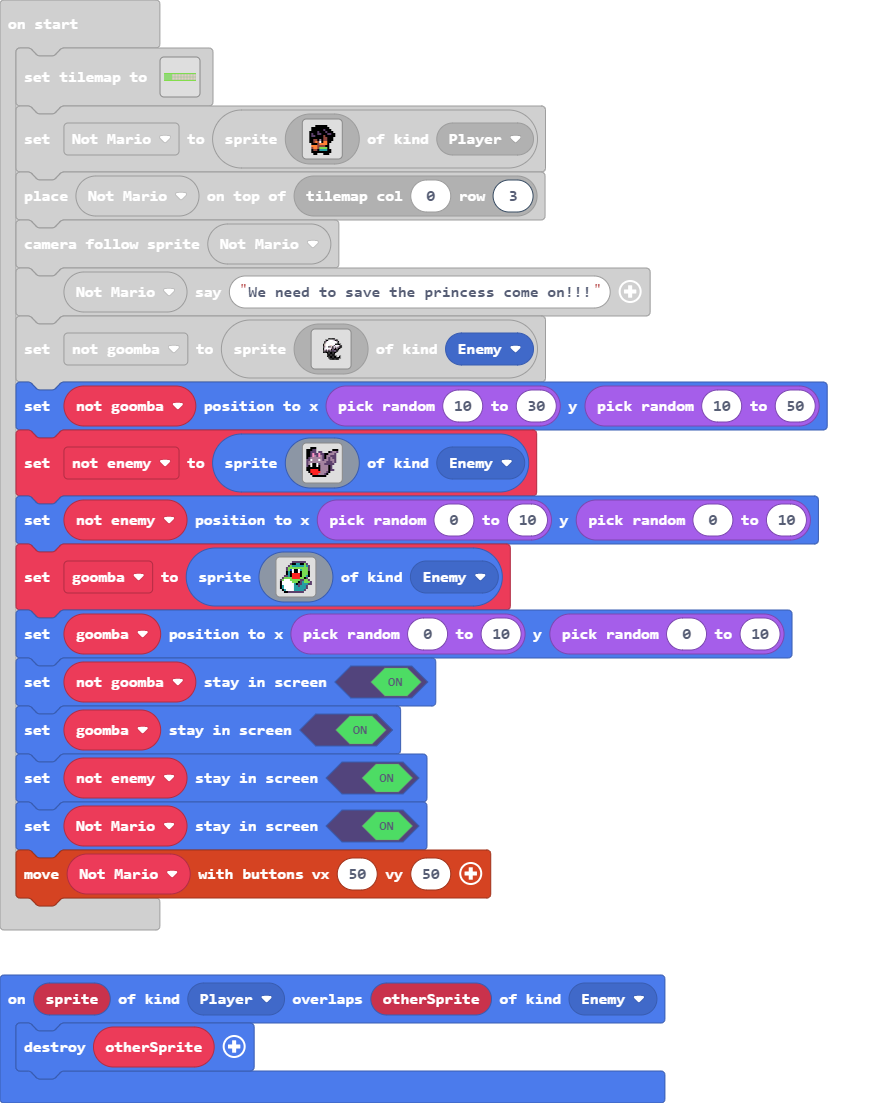 on start
set tilemap to
set Not Mario to sprite of kind Player
place Not Mario on top of tilemap col 0 row 3
camera follow sprite Not Mario
Not Mario say "We need to save the princess come on!!!"
set not goomba to sprite of kind Enemy
set not goomba position to x pick random 10 to 30 y pick random 10 to 50
set not enemy to sprite of kind Enemy
set not enemy position to x pick random 0 to 10 y pick random 0 to 10
set goomba to sprite of kind Enemy
set goomba position to x pick random 0 to 10 y pick random 0 to 10
set not goomba stay in screen ON
set goomba stay in screen ON
set not enemy stay in screen ON
set Not Mario stay in screen ON
move Not Mario with buttons vx 50 vy 50
on sprite of kind Player overlaps otherSprite of kind Enemy
destroy otherSprite